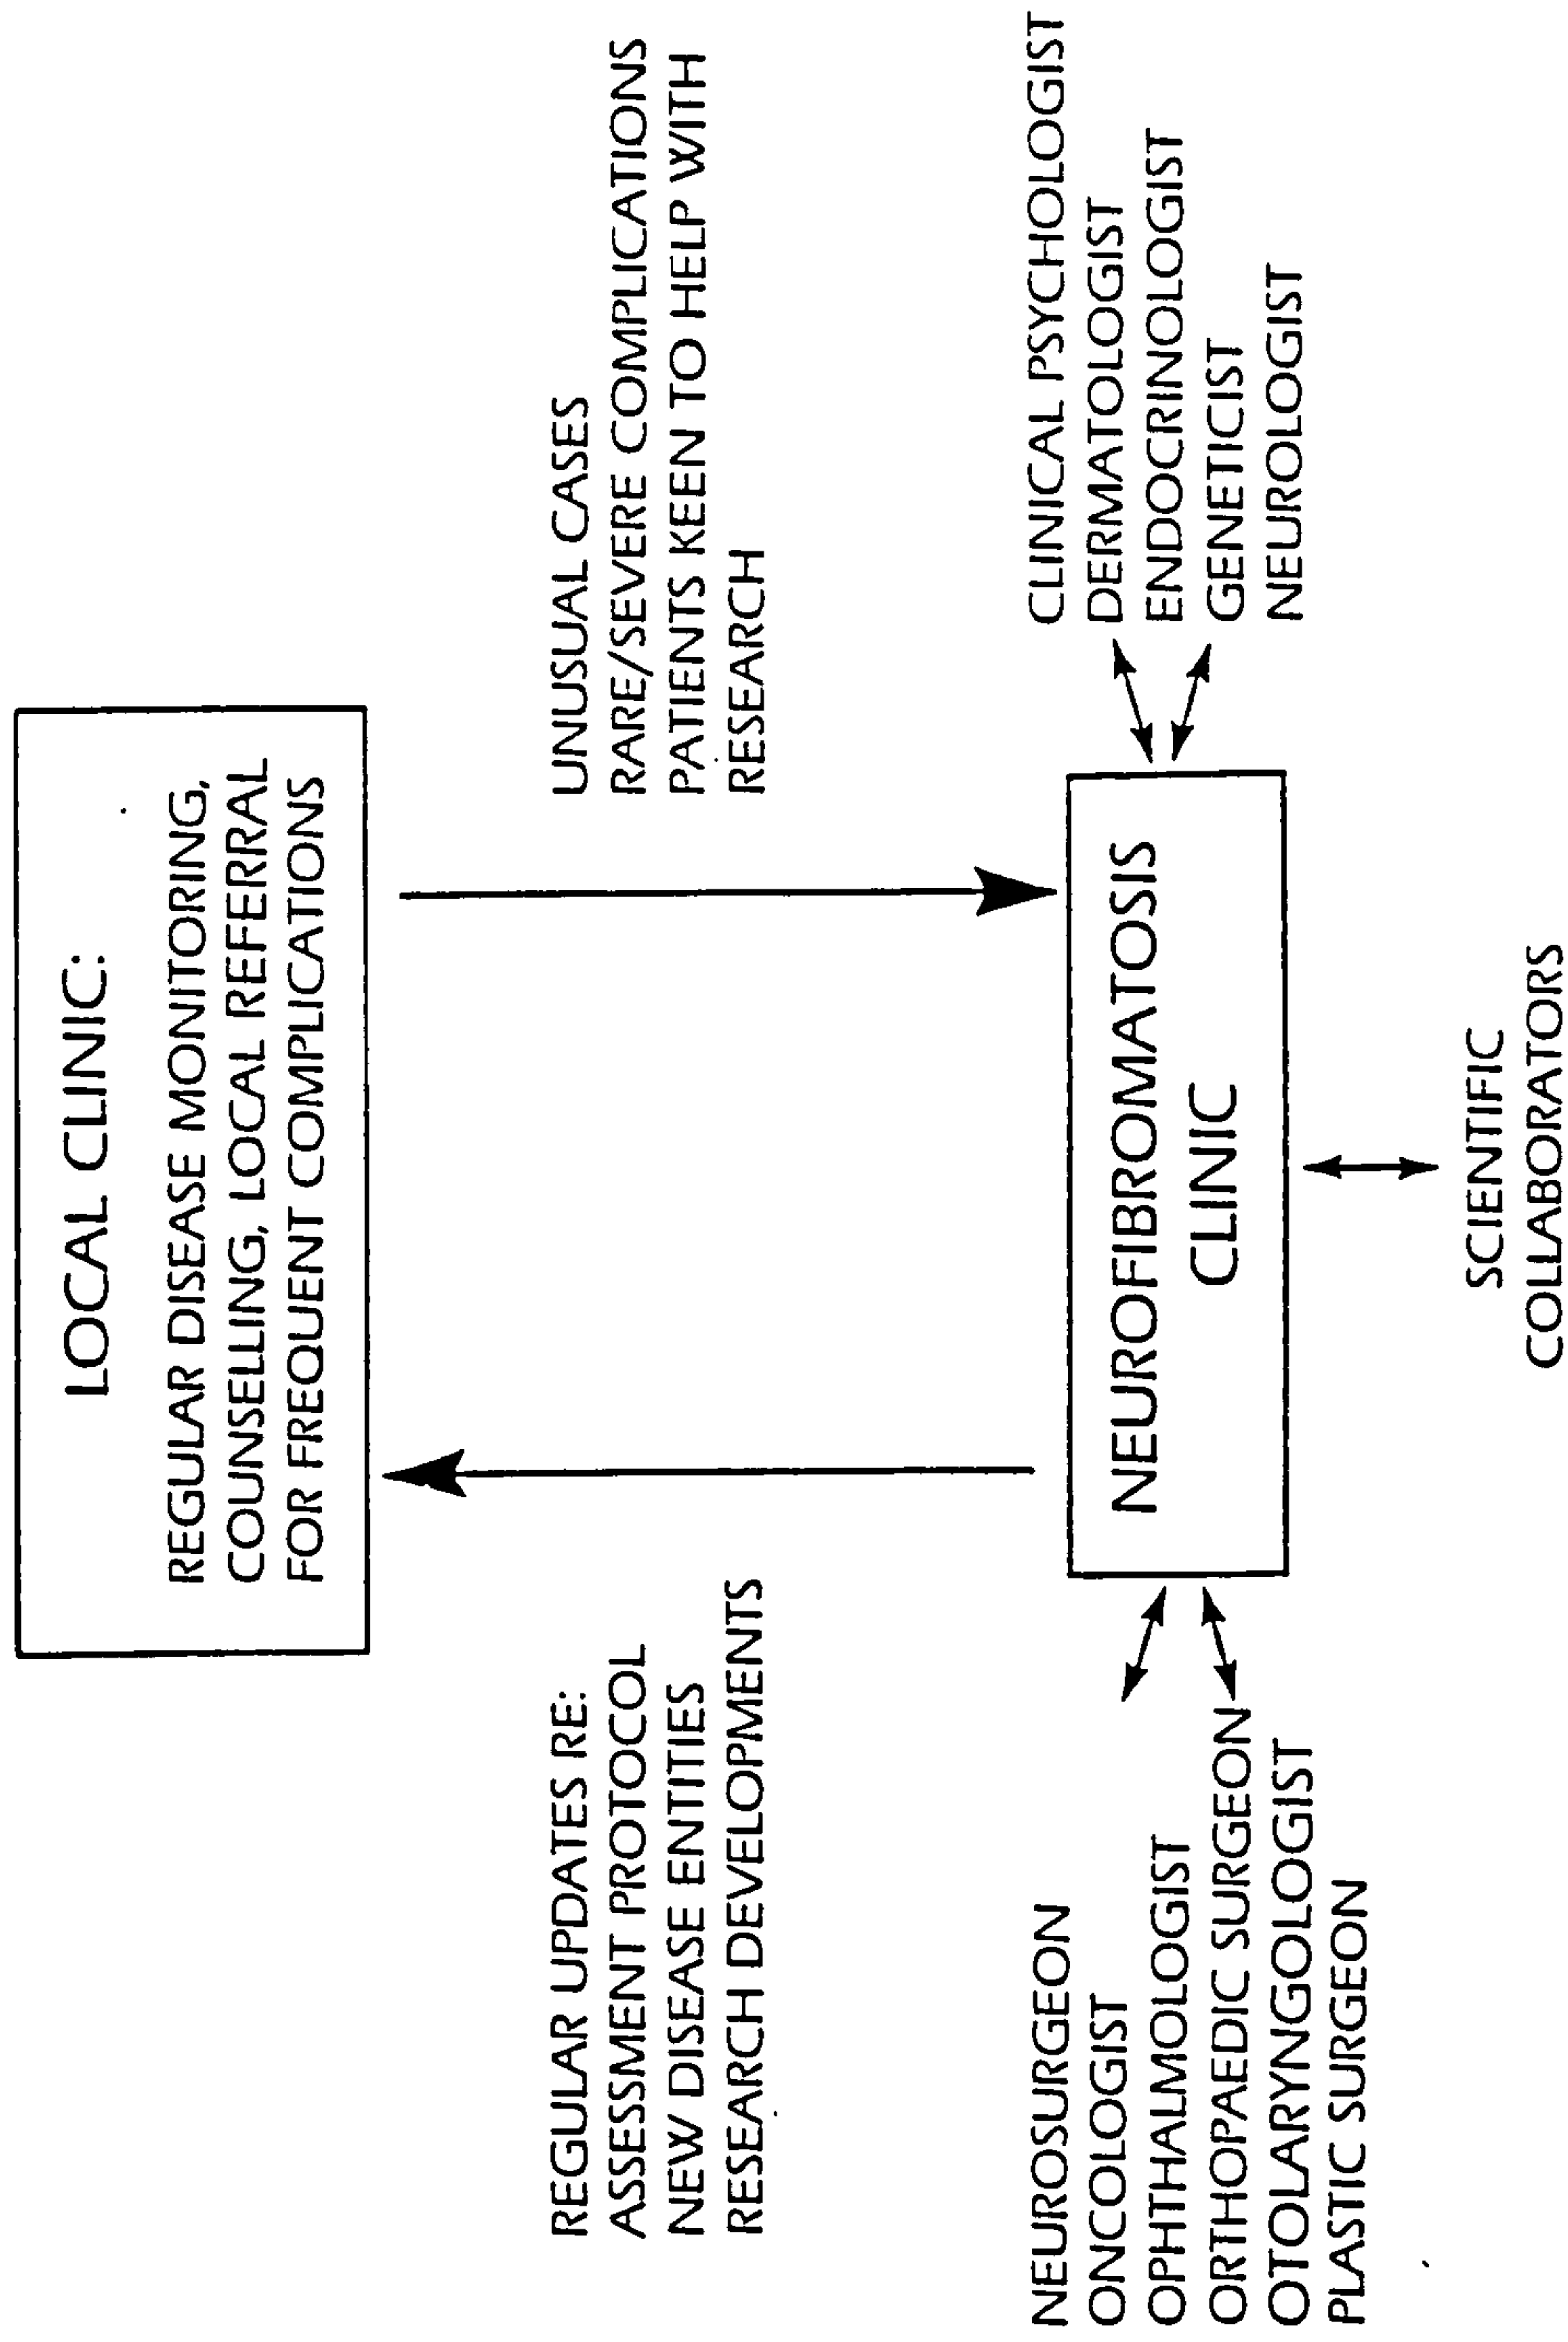 LOCAL CLINIC:
REGULAR DISEASE MONITORING,
COUNSELLING, LOCAL REFERRAL
FOR FREQUENT COMPLICATIONS
REGULAR UPDATES RE:
ASSESSMENT PROTOCOL
NEW DISEASE ENTITIES
RESEARCH DEVELOPMENTS
UNUSUAL CASES
RARE/SEVERE COMPLICATIONS
PATIENTS KEEN TO HELP WITH
RESEARCH
NEUROSURGEON
ONCOLOGIST
OPHTHALMOLOGIST
ORTHOPAEDIC SURGEON
OTOLARYNGOLOGIST
PLASTIC SURGEON
NEUROFIBROMATOSIS
CLINIC
CLINICAL PSYCHOLOGIST
DERMATOLOGIST
ENDOCRINOLOGIST
GENETICIST
NEUROLOGIST
SCIENTIFIC
COLLABORATORS